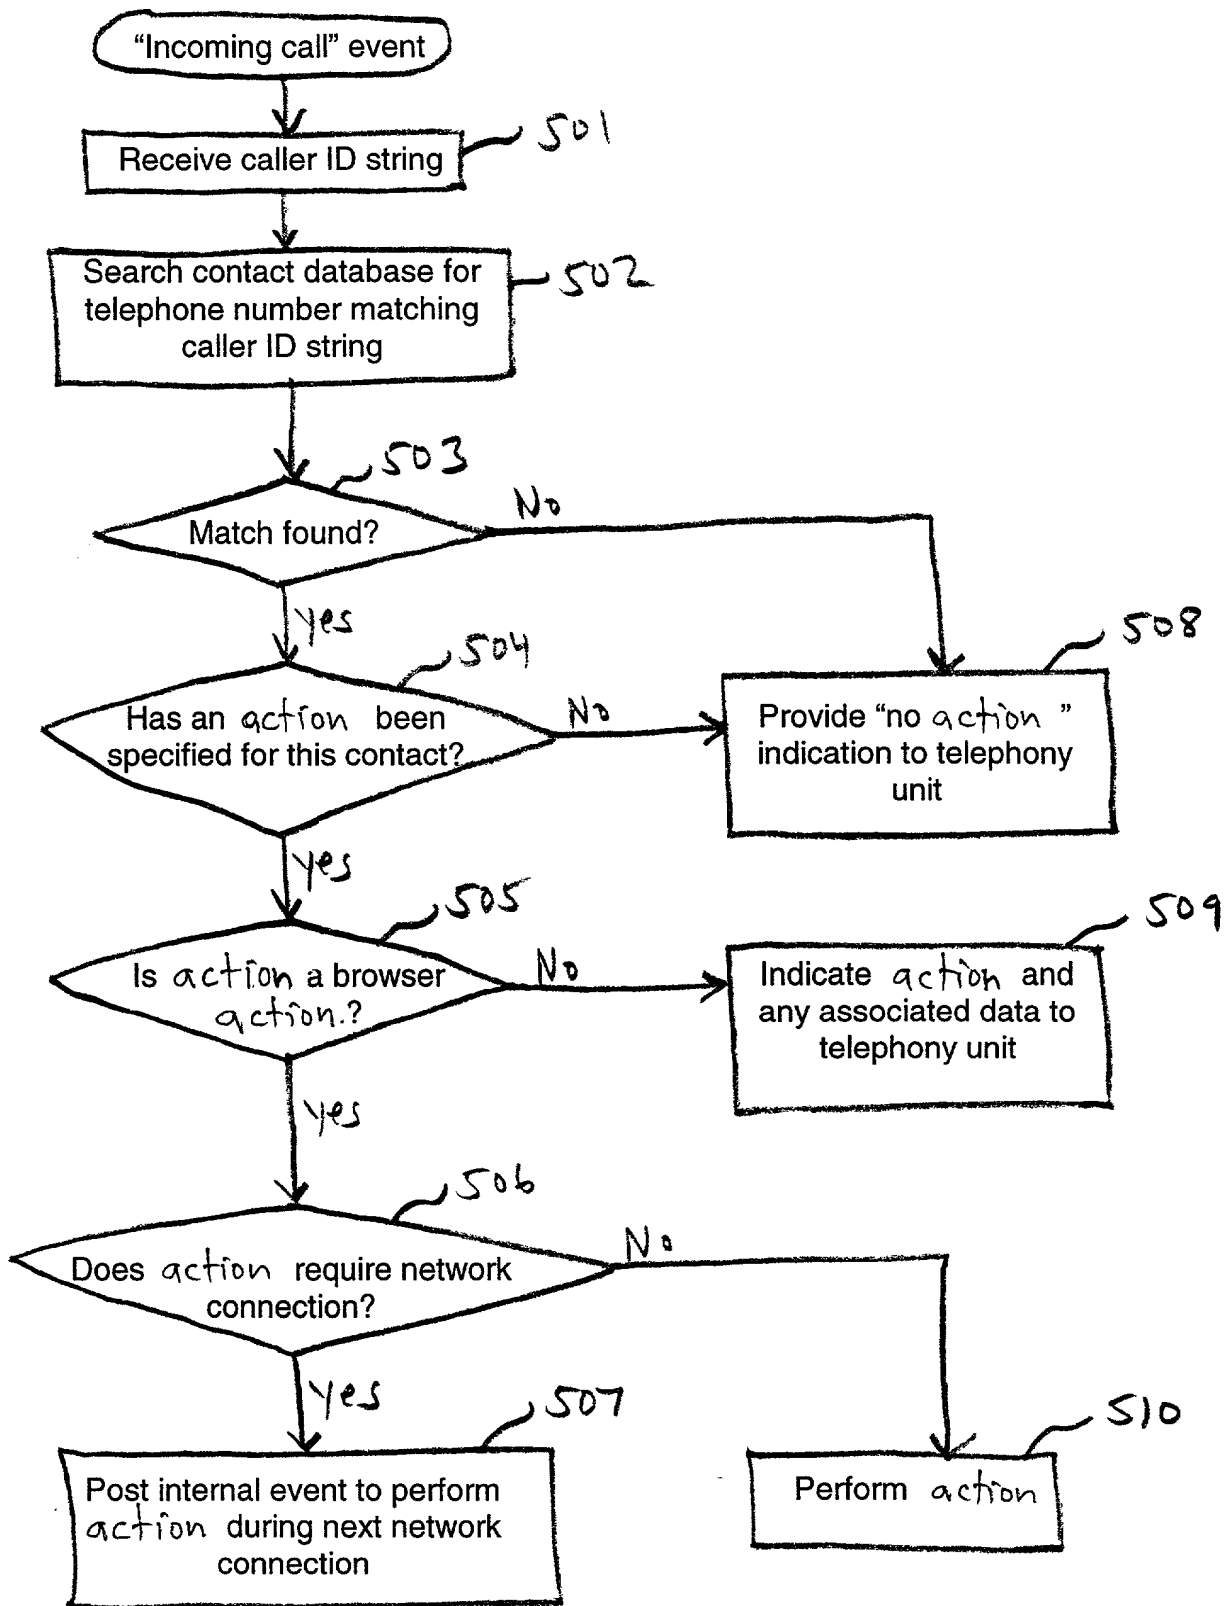 “Incoming call” event
501
Receive caller ID string
502
Search contact database for
telephone number matching
caller ID string
503
Match found?
No
yes
504
508
Has an action been
specified for this contact?
No
Provide “no action ”
indication to telephony
unit
yes
505
509
Is action a browser
action.?
No
Indicate action and
any associated data to
telephony unit
yes
506
Does action require network
connection?
No
yes
507
510
Post internal event to perform
action during next network
connection
Perform action